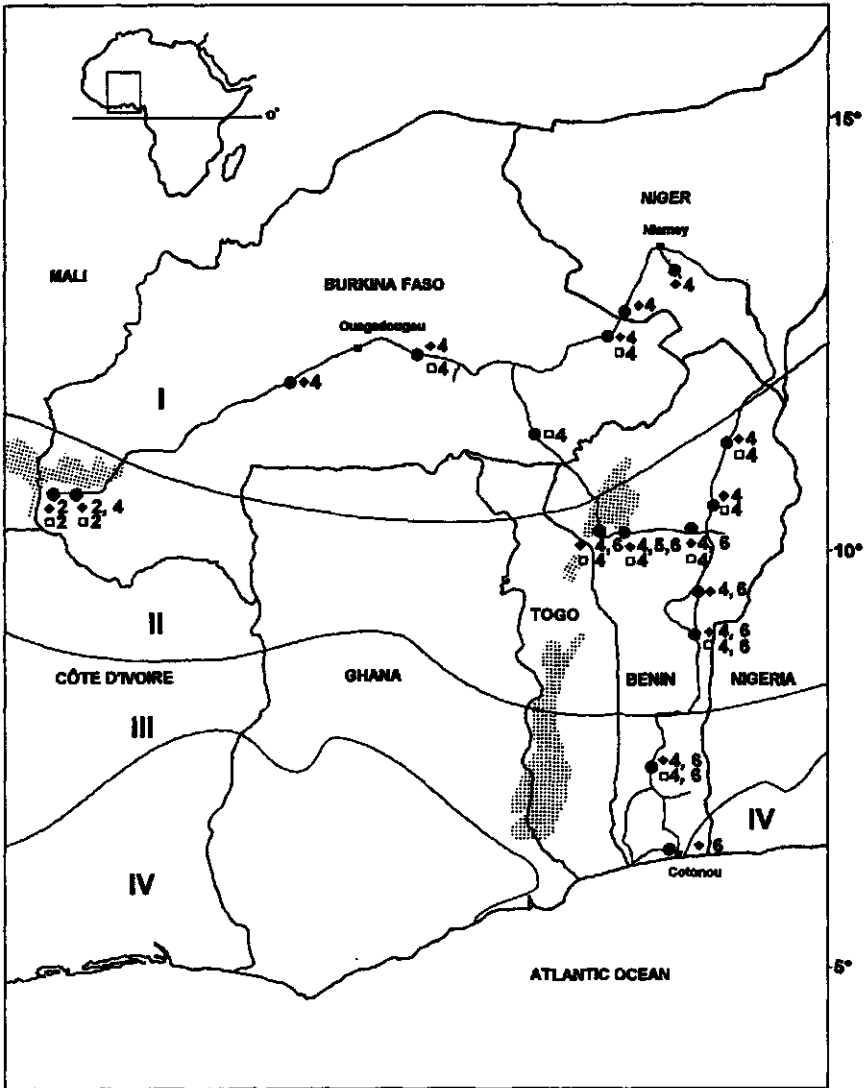 0°
15°
NIGER
Niamey
◆4
MALI
BURKINA FASO
◆4
Ouagadougou
◆4
□4
◆4
□4
◆4
I
□4
◆4
□4
◆2
□2
◆2, 4
□2
◆4
□4
10°
◆4, 6
□4
◆4,5,6
□4
◆4, 6
□4
◆4, 6
II
TOGO
◆4, 6
□4, 6
CÔTE D'IVOIRE
GHANA
BENIN
NIGERIA
III
◆4, 6
□4, 6
IV
◆6
Cotonou
IV
5°
ATLANTIC OCEAN